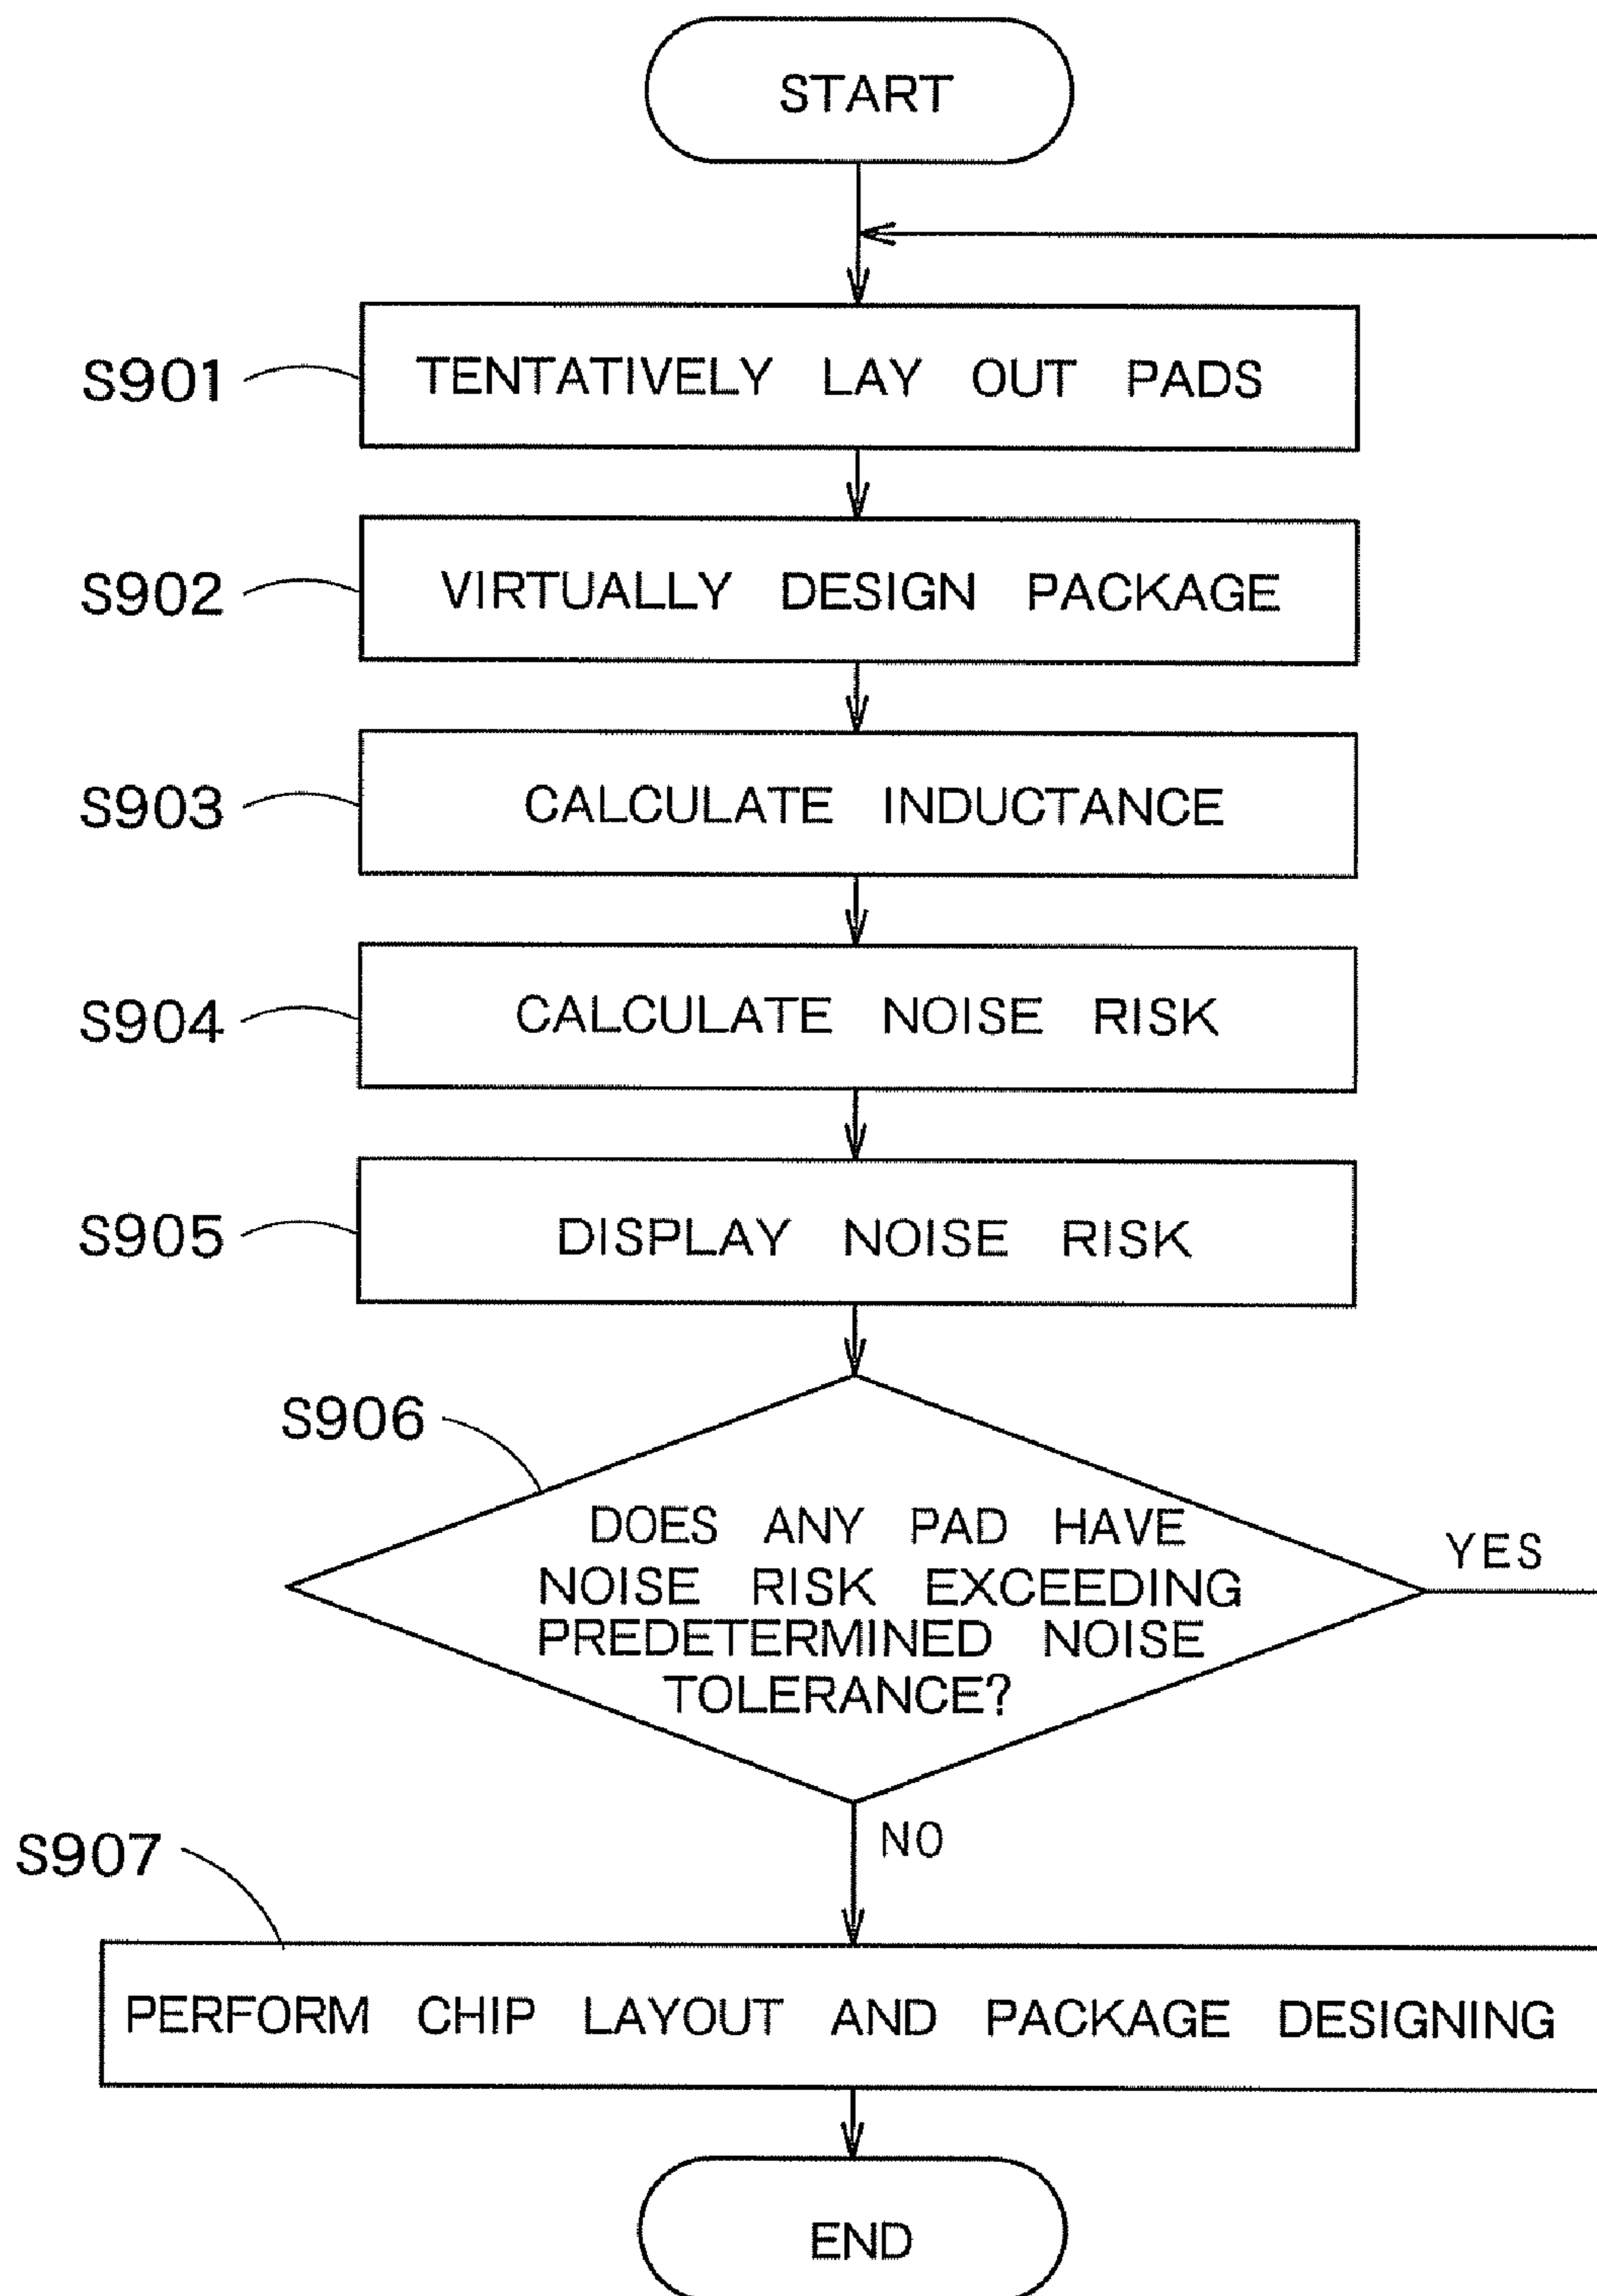 START
S901
TENTATIVELY LAY OUT PADS
S902
VIRTUALLY DESIGN PACKAGE
S903
CALCULATE INDUCTANCE
S904
CALCULATE NOISE RISK
S905
DISPLAY NOISE RISK
S906
DOES ANY PAD HAVE
NOISE RISK EXCEEDING
PREDETERMINED NOISE
TOLERANCE?
YES
NO
S907
PERFORM CHIP LAYOUT AND PACKAGE DESIGNING
END